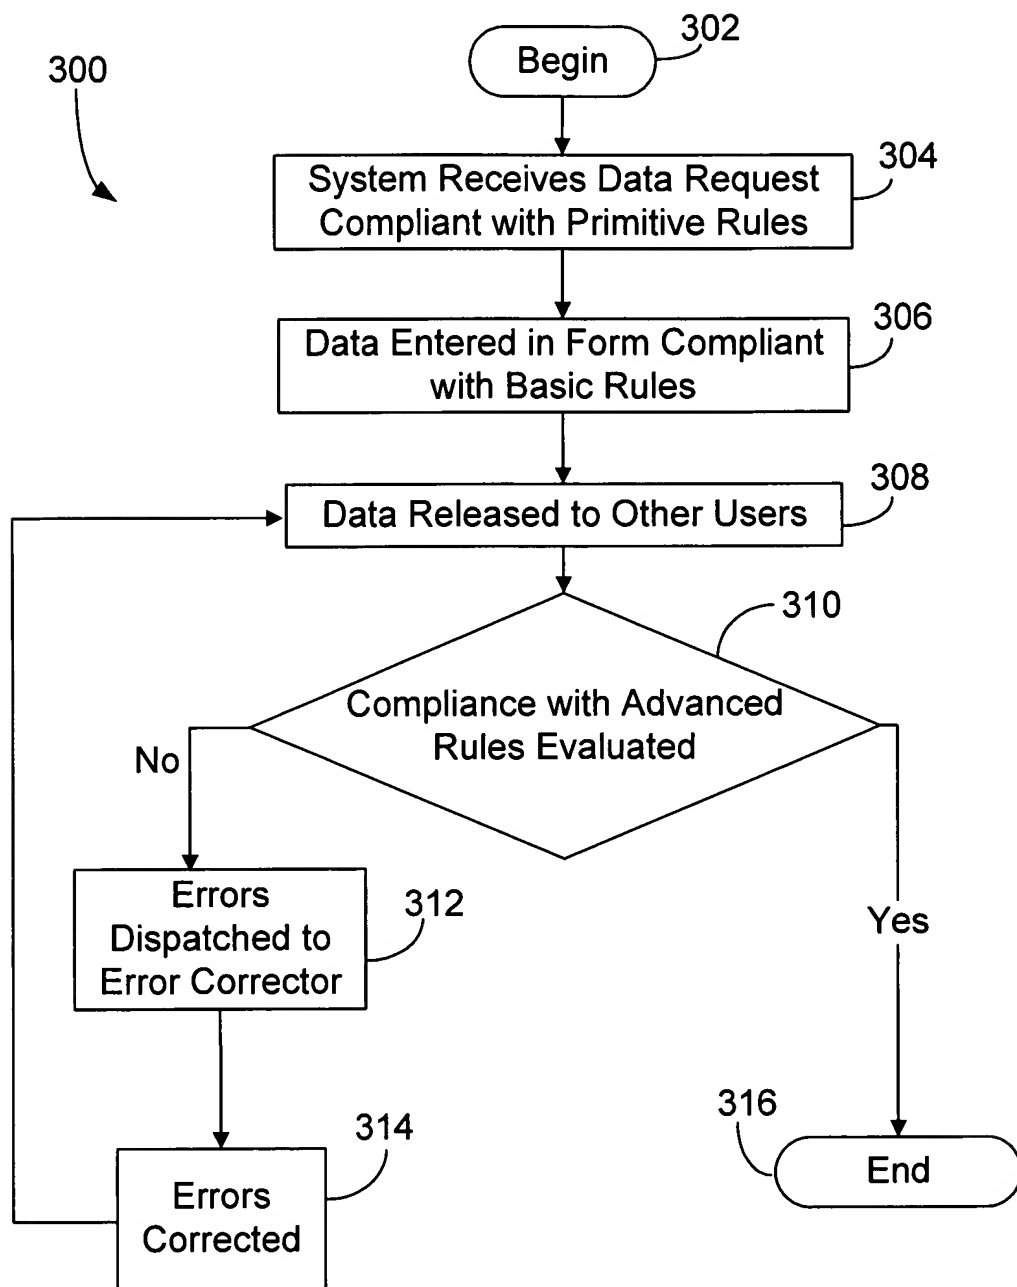 302
Begin
300
304
System Receives Data Request
Compliant with Primitive Rules
306
Data Entered in Form Compliant
with Basic Rules
308
Data Released to Other Users
310
Compliance with Advanced
Rules Evaluated
No
Errors
Dispatched to
Error Corrector
312
Yes
314
Errors
Corrected
316
End